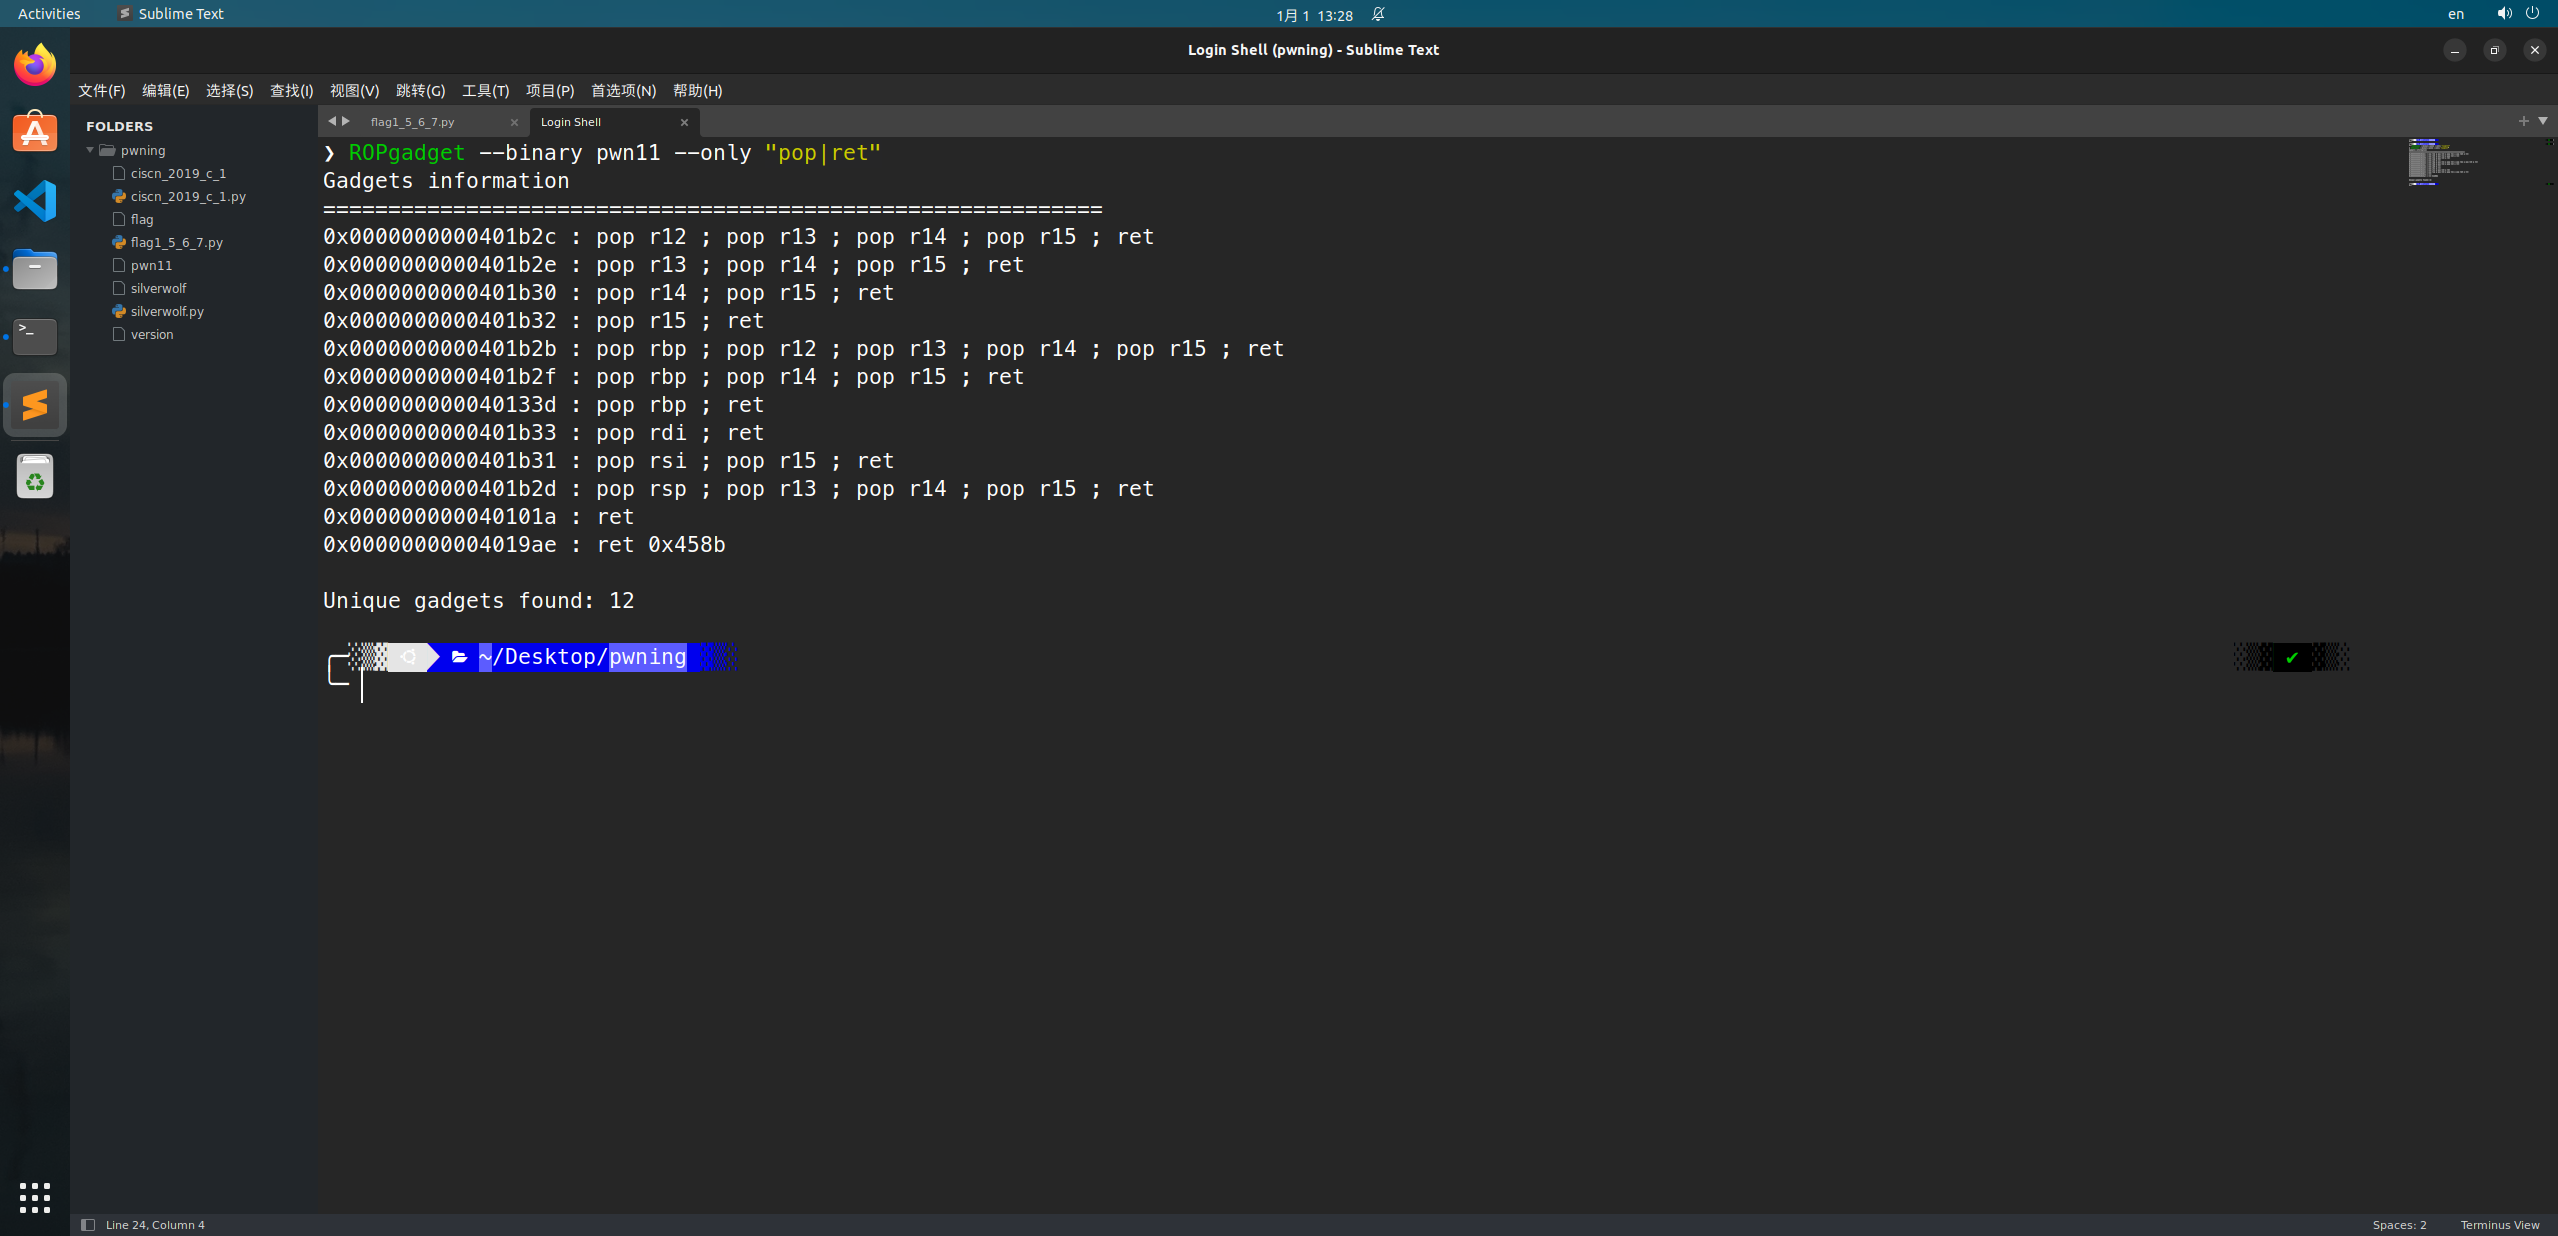 Activities
Sublime Text
1月 1 13:28
en
Login Shell (pwning) - Sublime Text
文件(F) 编辑(E) 选择(S) 查找(I) 视图(V) 跳转(G) 工具(T) 项目(P) 首选项(N) 帮助(H)
FOLDERS
pwning
ciscn_2019_c_1
ciscn_2019_c_1.py
flag
flag1_5_6_7.py
pwn11
silverwolf
silverwolf.py
version
flag1_5_6_7.py
Login Shell
❯ ROPgadget --binary pwn11 --only "pop|ret"
Gadgets information
============================================================
0x0000000000401b2c : pop r12 ; pop r13 ; pop r14 ; pop r15 ; ret
0x0000000000401b2e : pop r13 ; pop r14 ; pop r15 ; ret
0x0000000000401b30 : pop r14 ; pop r15 ; ret
0x0000000000401b32 : pop r15 ; ret
0x0000000000401b2b : pop rbp ; pop r12 ; pop r13 ; pop r14 ; pop r15 ; ret
0x0000000000401b2f : pop rbp ; pop r14 ; pop r15 ; ret
0x000000000040133d : pop rbp ; ret
0x0000000000401b33 : pop rdi ; ret
0x0000000000401b31 : pop rsi ; pop r15 ; ret
0x0000000000401b2d : pop rsp ; pop r13 ; pop r14 ; pop r15 ; ret
0x000000000040101a : ret
0x00000000004019ae : ret 0x458b
Unique gadgets found: 12
~/Desktop/pwning
✔
Line 24, Column 4
Spaces: 2
Terminus View